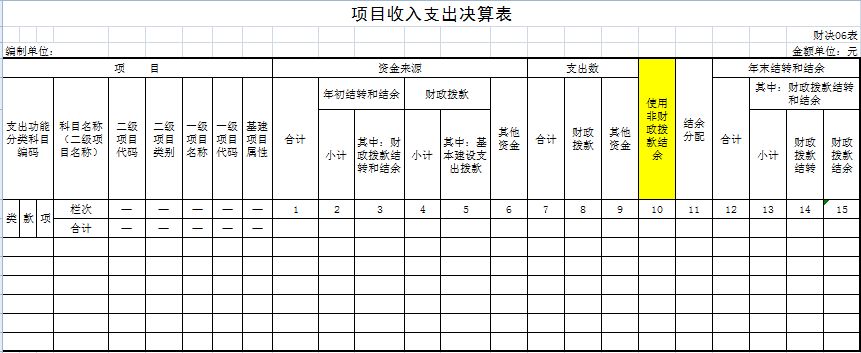 项目收入支出决算表
财决06表
编制单位：
金额单位：元
项 目
资金来源
支出数
使用非财政拨款结余
结余分配
年末结转和结余
支出功能分类科目编码
科目名称（二级项目名称）
二级项目代码
二级项目类别
一级项目名称
一级项目代码
基建项目属性
合计
年初结转和结余
财政拨款
其他资金
合计
财政拨款
其他资金
合计
其中：财政拨款结转和结余
小计
其中：财政拨款结转和结余
小计
其中：基本建设支出拨款
小计
财政拨款结转
财政拨款结余
类 款 项
栏次 — — — — — 1 2 3 4 5 6 7 8 9 10 11 12 13 14 15
合计 — — — — —